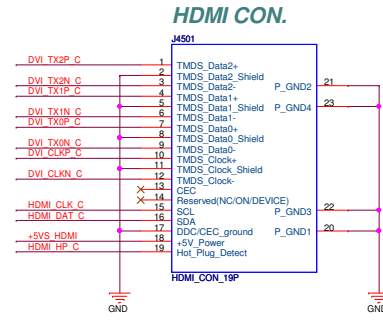 HDMI CON.
J4501
DVI_TX2P_C 1 TMDS_Data2+
2 TMDS_Data2_Shield
DVI_TX2N_C 3 TMDS_Data2- P_GND2 21
DVI_TX1P_C 4 TMDS_Data1+
5 TMDS_Data1_Shield P_GND4 23
DVI_TX1N_C 6 TMDS_Data1-
DVI_TX0P_C 7 TMDS_Data0+
8 TMDS_Data0_Shield
DVI_TX0N_C 9 TMDS_Data0-
DVI_CLKP_C 10 TMDS_Clock+
11 TMDS_Clock_Shield
DVI_CLKN_C 12 TMDS_Clock-
13 CEC
14 Reserved(NC/ON/DEVICE)
HDMI_CLK_C 15 SCL P_GND3 22
HDMI_DAT_C 16 SDA
17 DDC/CEC_ground P_GND1 20
+5VS_HDMI 18 +5V_Power
HDMI_HP_C 19 Hot_Plug_Detect
HDMI_CON_19P
GND GND